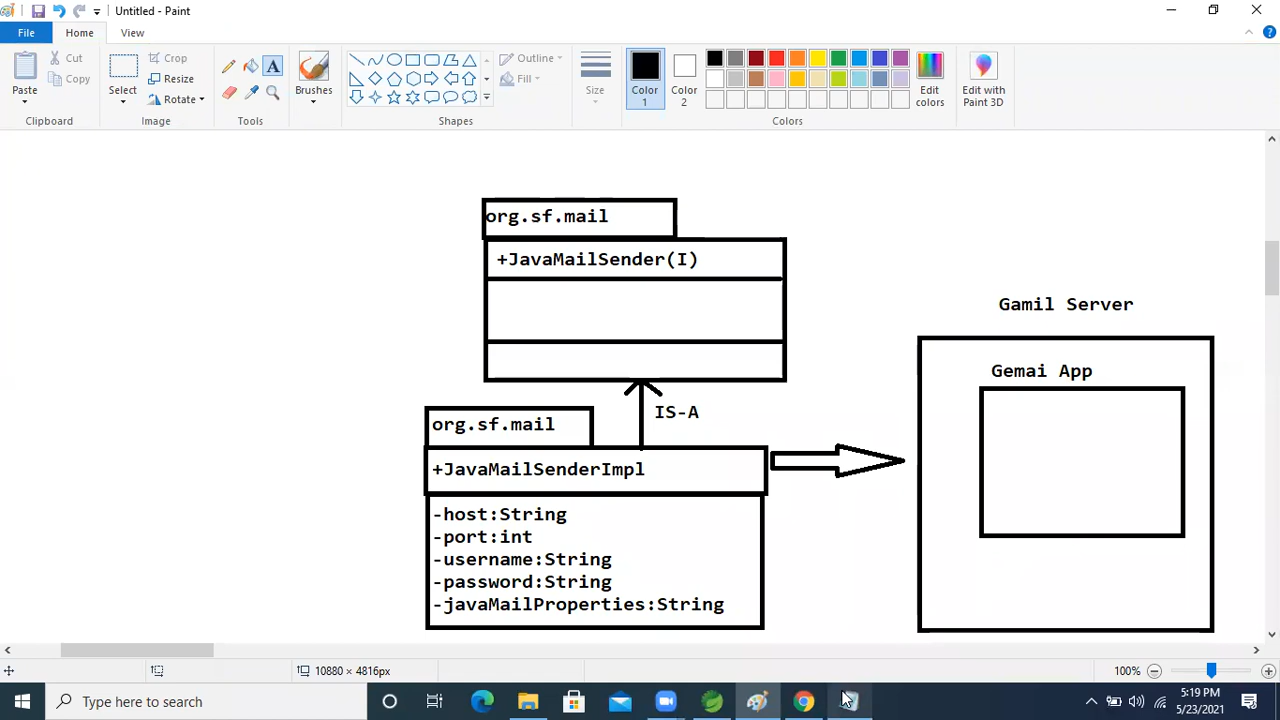 Untitled - Paint
File
Home
View
Paste
Cut
Copy
Clipboard
Select
Crop
Resize
Rotate
Image
A
Tools
Brushes
Outline
Fill
Shapes
Size
Color 1
Color 2
Edit colors
Edit with Paint 3D
Colors
org.sf.mail
+JavaMailSender(I)
Gamil Server
Gemai App
IS-A
org.sf.mail
+JavaMailSenderImpl
-host:String
-port:int
-username:String
-password:String
-javaMailProperties:String
10880 × 4816px
100%
Type here to search
5:19 PM
5/23/2021